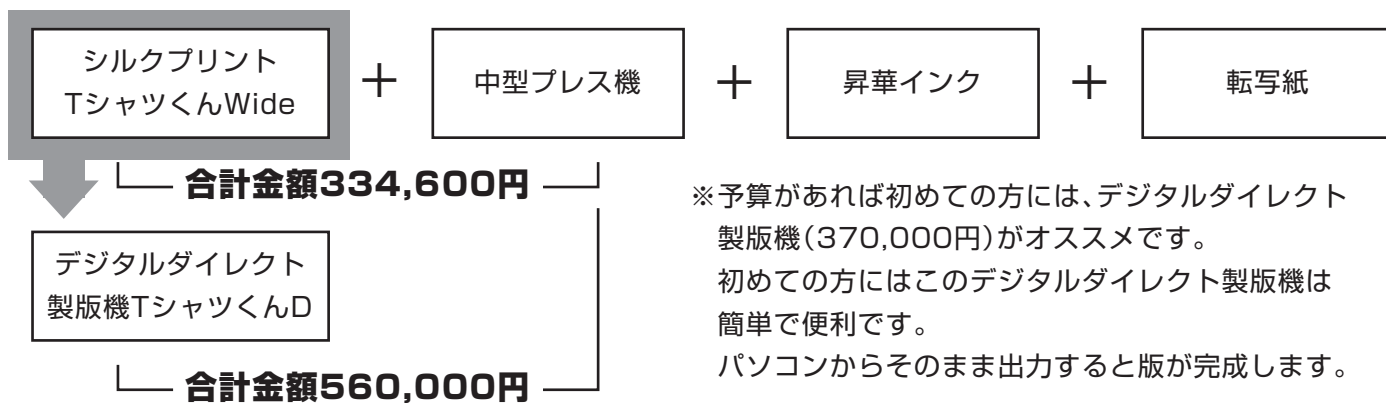 シルクプリント
TシャツくんWide
＋
中型プレス機
＋
昇華インク
＋
転写紙
合計金額334,600円
デジタルダイレクト
製版機TシャツくんD
合計金額560,000円
※予算があれば初めての方には、デジタルダイレクト
製版機(370,000円)がオススメです。
初めての方にはこのデジタルダイレクト製版機は
簡単で便利です。
パソコンからそのまま出力すると版が完成します。